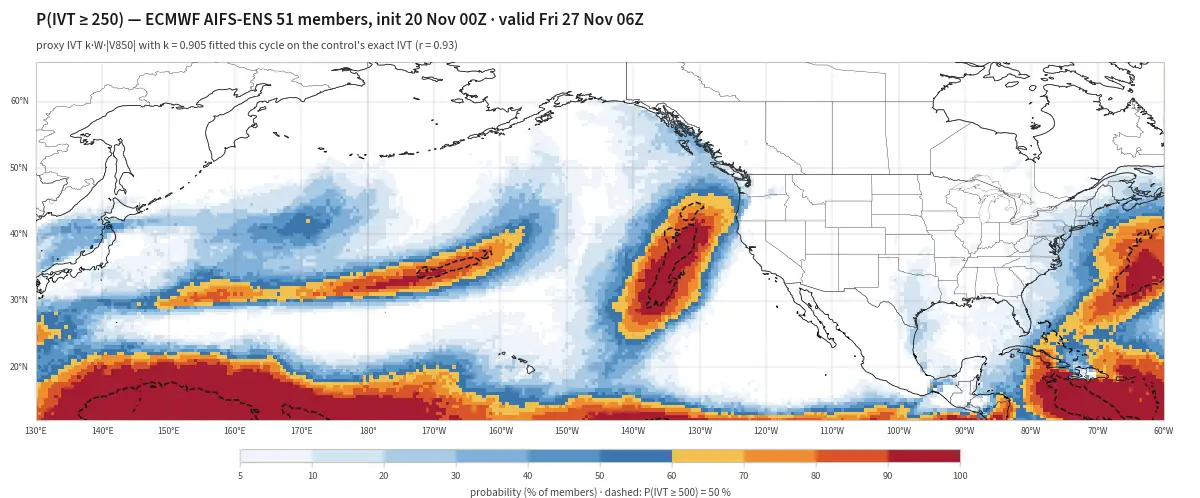 P(IVT ≥ 250) — ECMWF AIFS-ENS 51 members, init 20 Nov 00Z · valid Fri 27 Nov 06Z
proxy IVT k·W·|V850| with k = 0.905 fitted this cycle on the control's exact IVT (r = 0.93)
60°N
50°N
40°N
30°N
20°N
130°E 140°E 150°E 160°E 170°E 180° 170°W 160°W 150°W 140°W 130°W 120°W 110°W 100°W 90°W 80°W 70°W 60°W
5 10 20 30 40 50 60 70 80 90 100
probability (% of members) · dashed: P(IVT ≥ 500) = 50 %